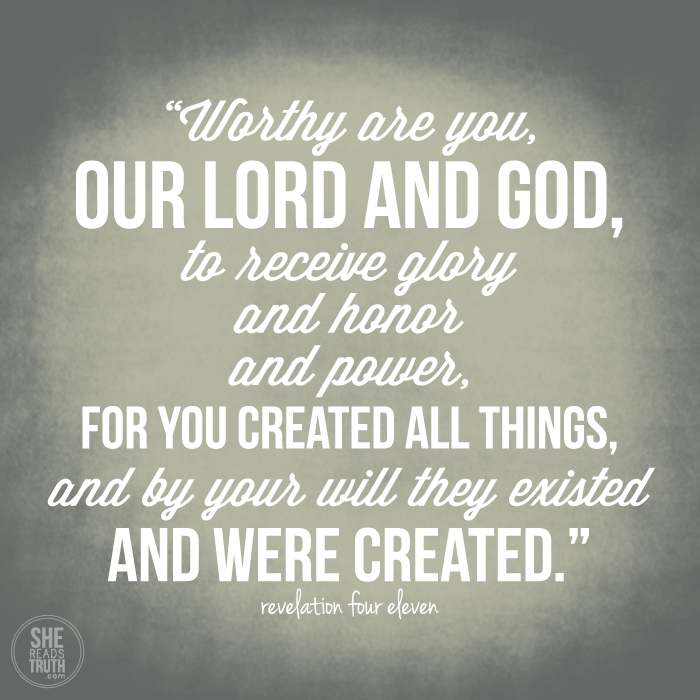 “Worthy are you,
OUR LORD AND GOD,
to receive glory
and honor
and power,
FOR YOU CREATED ALL THINGS,
and by your will they existed
AND WERE CREATED.”
revelation four eleven
SHE
READS
TRUTH
.com